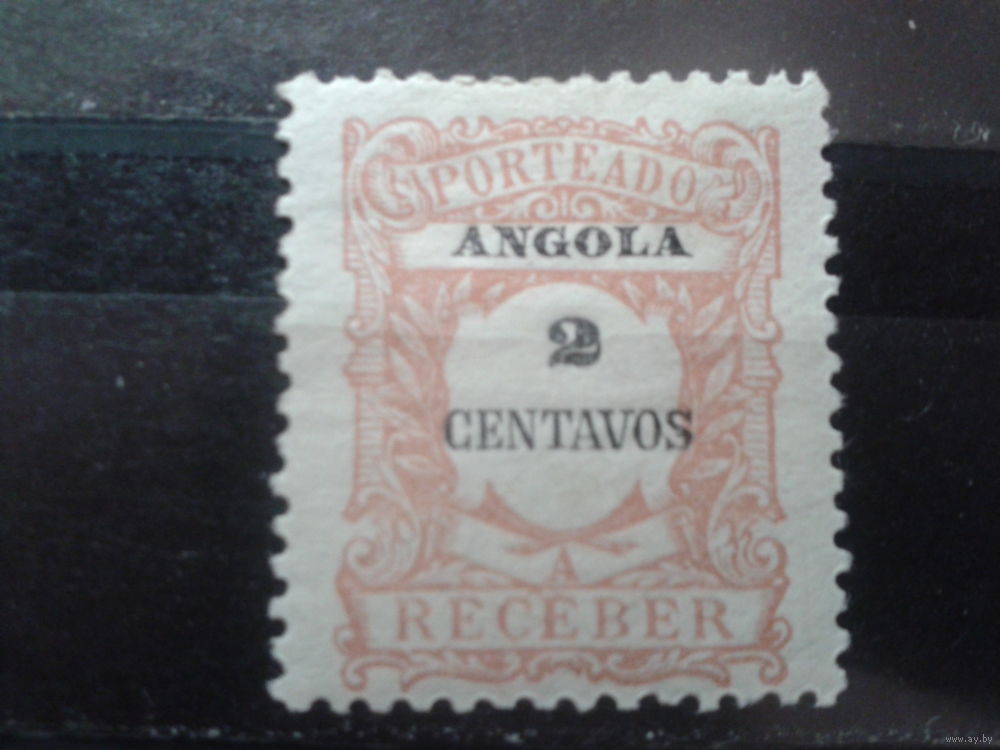 PORTEADO
ANGOLA
2
CENTAVOS
A
RECEBER
www.ay.by